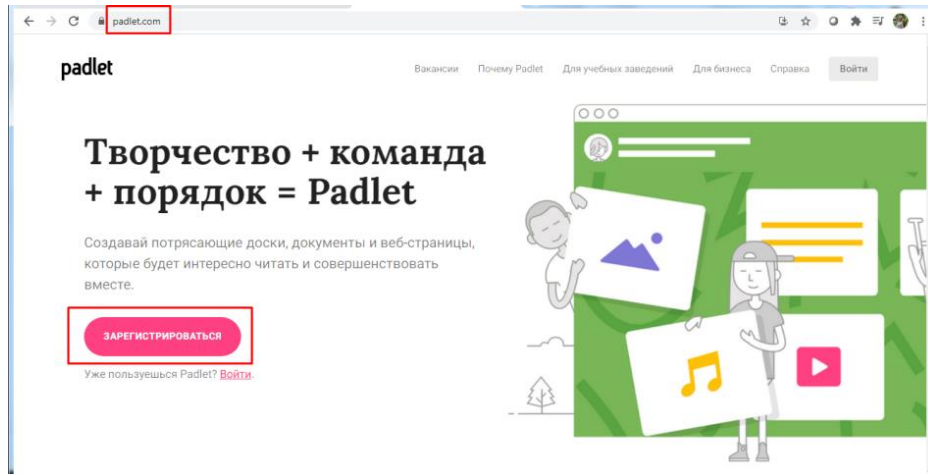 padlet.com
padlet
Вакансии Почему Padlet Для учебных заведений Для бизнеса Справка Войти
Творчество + команда
+ порядок = Padlet
Создавай потрясающие доски, документы и веб-страницы,
которые будет интересно читать и совершенствовать
вместе.
ЗАРЕГИСТРИРОВАТЬСЯ
Уже пользуешься Padlet? Войти.